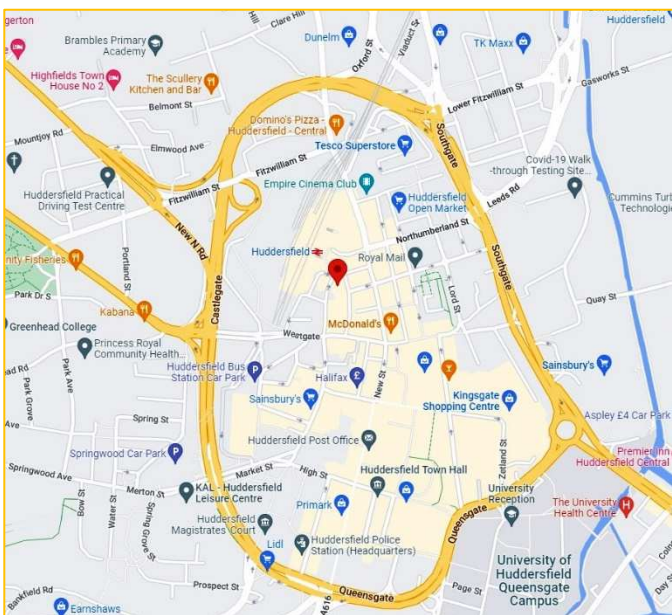 gerton
Brambles Primary
Academy
Clare Hill
Dunelm
Oxford St
Viaduct St
Cummins Tur
Huddersfield
TK Maxx
Highfields Town
House No 2
The Scullery
Kitchen and Bar
Belmont St
Gasworks St
Lower Fitzwilliam St
Mountjoy Rd
Domino's Pizza -
Huddersfield - Central
Elmwood Ave
Fitzwilliam St
Tesco Superstore
Southgate
Covid-19 Walk
-through Testing Site...
Huddersfield Practical
Driving Test Centre
Fitzwilliam St
Empire Cinema Club
Huddersfield
Open Market
Leeds Rd
Cummins Turb
Technologie
New N Rd
Portland St
Northumberland St
Huddersfield
Royal Mail
Southgate
nity Fisheries
Castlegate
Park Dr S
Kabana
Lord St
Quay St
Greenhead College
McDonald's
Westgate
Princess Royal
Community Health...
Huddersfield Bus
Station Car Park
Halifax
New St
Sainsbury's
ad Rd
Park Grove
Park Ave
Sainsbury's
Kingsgate
Shopping Centre
Aspley £4 Car Park
Spring St
Huddersfield Post Office
Zetland St
Premier Inn
Huddersfield Central
Springwood Car Park
Market St
High St
Huddersfield Town Hall
Springwood Ave
Merton St
KAL - Huddersfield
Leisure Centre
University
Reception
The University
Health Centre
Bow St
Water St
Spring Grove St
Primark
Queensgate
Huddersfield
Magistrates Court
Lidl
Huddersfield Police
Station (Headquarters)
University of
Huddersfield
Queensgate
Campus
Prospect St
Queensgate
Page St
Bankfield Rd
Earnshaws
A616
Day